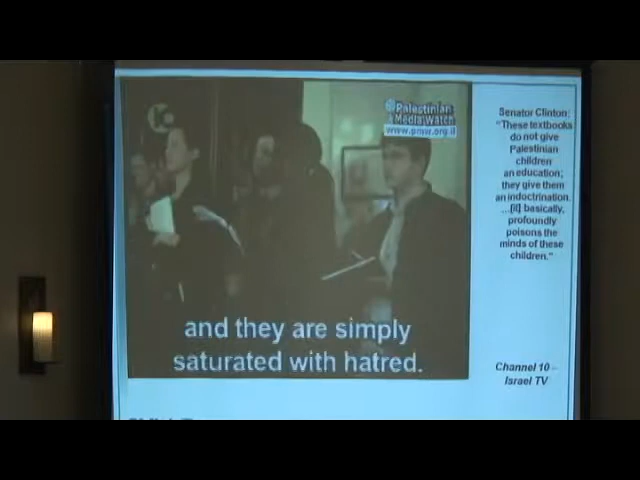 10
Palestinian
Media Watch
www.pmw.org.il
and they are simply
saturated with hatred.
Senator Clinton:
"These textbooks
do not give
Palestinian
children
an education;
they give them
an indoctrination.
...[it] basically,
profoundly
poisons the
minds of these
children."
Channel 10 –
Israel TV